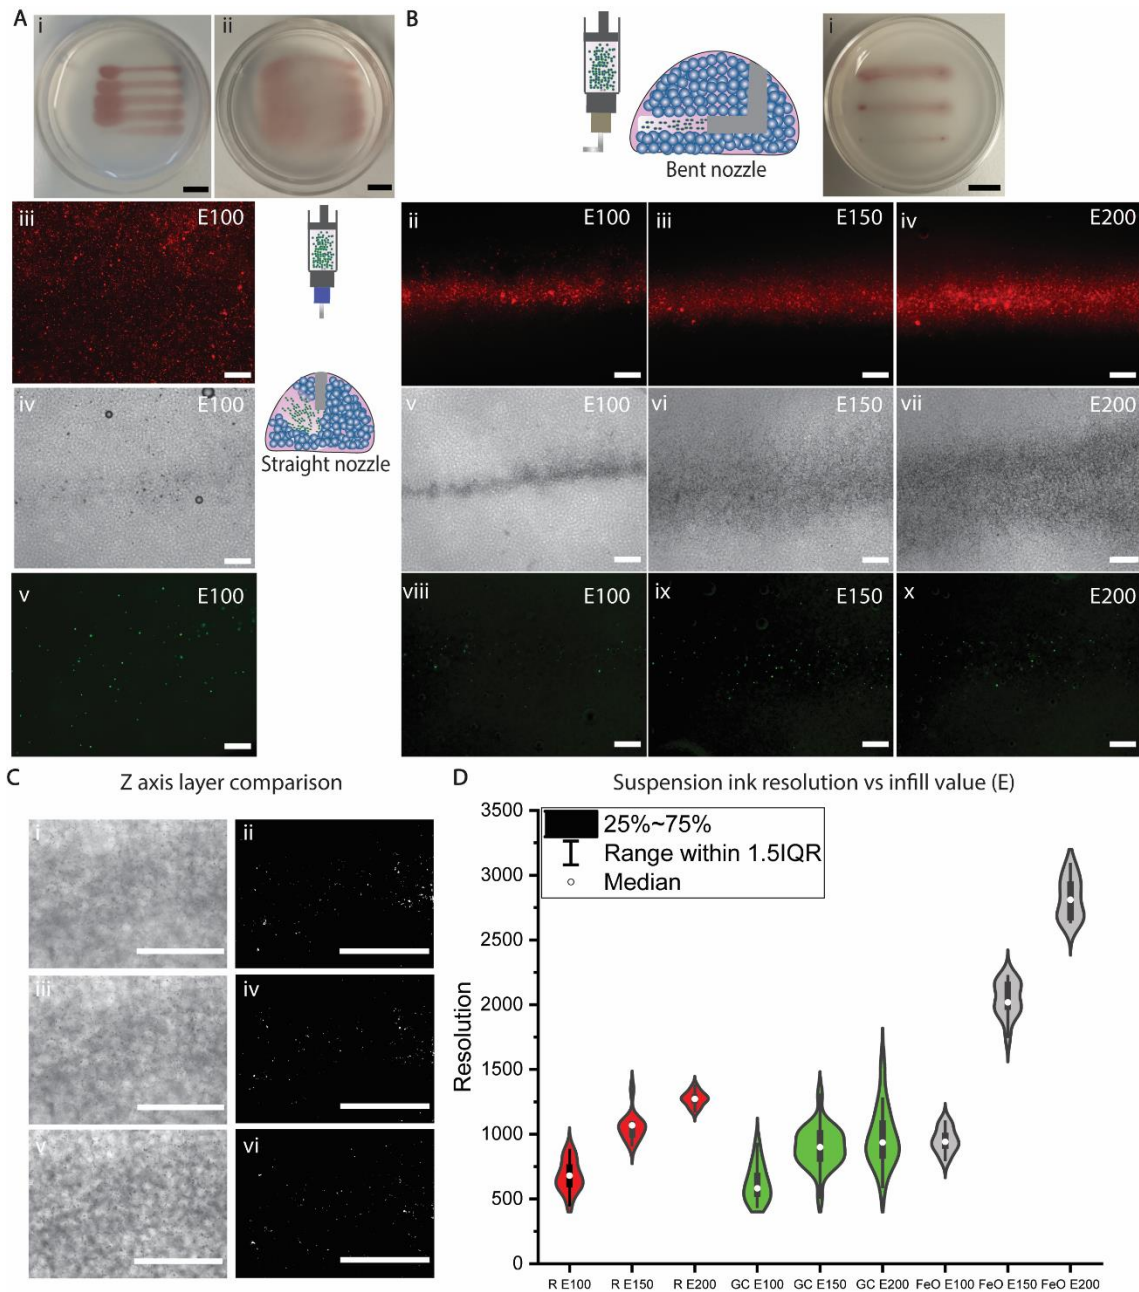 A
i
ii
B
i
Bent nozzle
iii
E100
ii
E100
iii
E150
iv
E200
iv
E100
Straight nozzle
v
E100
vi
E150
vii
E200
v
E100
viii
E100
ix
E150
x
E200
C
Z axis layer comparison
i
ii
iii
iv
v
vi
D
Suspension ink resolution vs infill value (E)
25%~75%
Range within 1.5IQR
Median
Resolution
3500
3000
2500
2000
1500
1000
500
0
R E100
R E150
R E200
GC E100
GC E150
GC E200
FeO E100
FeO E150
FeO E200